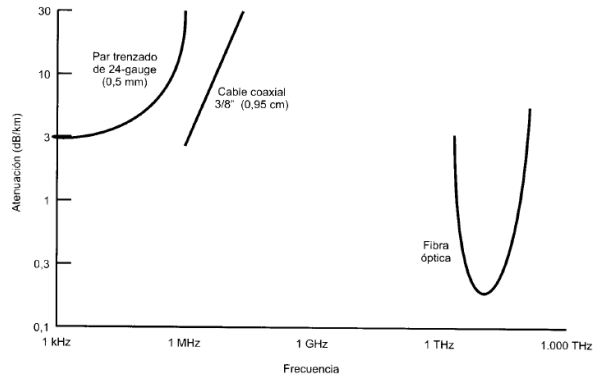 30
Par trenzado
de 24-gauge
(0,5 mm)
10
Cable coaxial
3/8" (0,95 cm)
Atenuación (dB/km)
3
1
Fibra
óptica
0,3
0,1
1 kHz
1 MHz
1 GHz
1 THz
1.000 THz
Frecuencia